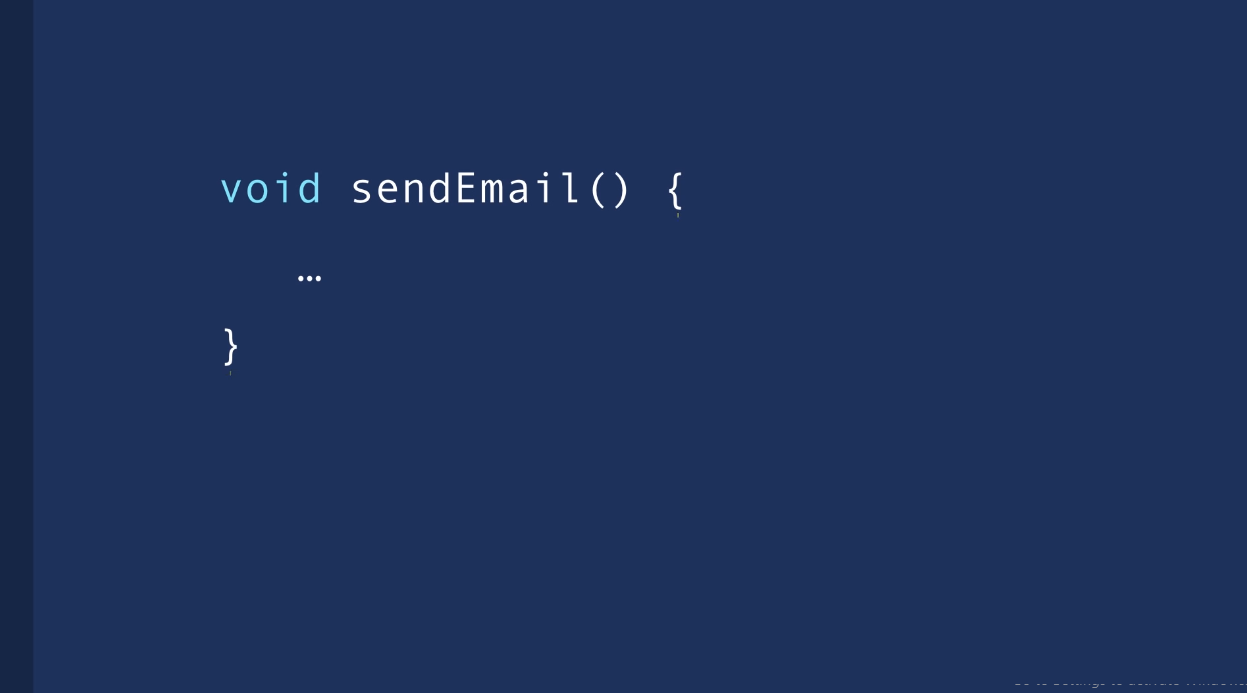 void sendEmail() {
…
}